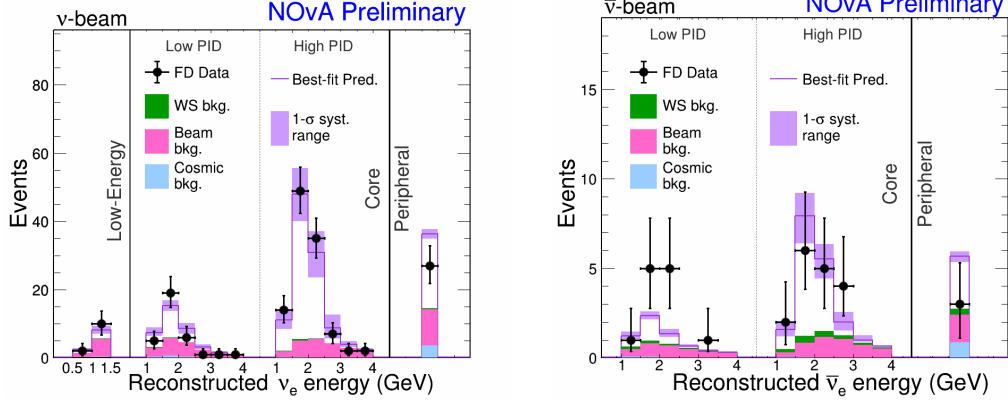 ν-beam
NOvA Preliminary
Low PID
High PID
FD Data
WS bkg.
Beam
bkg.
Cosmic
bkg.
Best-fit Pred.
1-σ syst.
range
Low-Energy
Core
Peripheral
Events
80
60
40
20
0
0.5 1 1.5 1 2 3 4 1 2 3 4
Reconstructed νe energy (GeV)
ν̅-beam
NOvA Preliminary
Low PID
High PID
FD Data
WS bkg.
Beam
bkg.
Cosmic
bkg.
Best-fit Pred.
1-σ syst.
range
Core
Peripheral
Events
15
10
5
0
1 2 3 4 1 2 3 4
Reconstructed ν̅e energy (GeV)